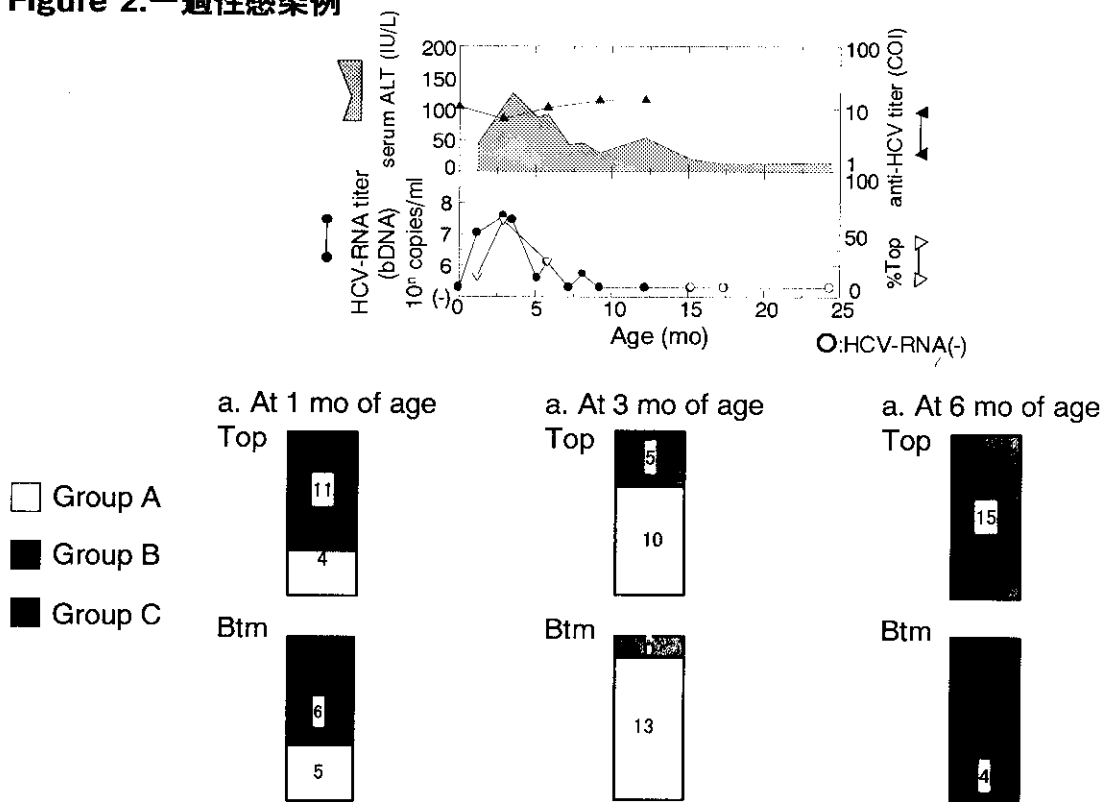 Figure 2.一過性感染例
serum ALT (IU/L)
200
150
100
50
0
100
10
1
anti-HCV titer (COI)
HCV-RNA titer
(bDNA)
10ⁿ copies/ml
8
7
6
(-)
100
50
0
%Top
0 5 10 15 20 25
Age (mo)
O:HCV-RNA(-)
a. At 1 mo of age
a. At 3 mo of age
a. At 6 mo of age
Top
11
4
Top
5
10
Top
15
Group A
Group B
Group C
Btm
6
5
Btm
13
Btm
4